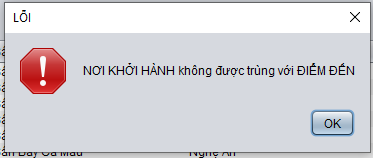 LỖI
NƠI KHỞI HÀNH không được trùng với ĐIỂM ĐẾN
OK
Nghệ An